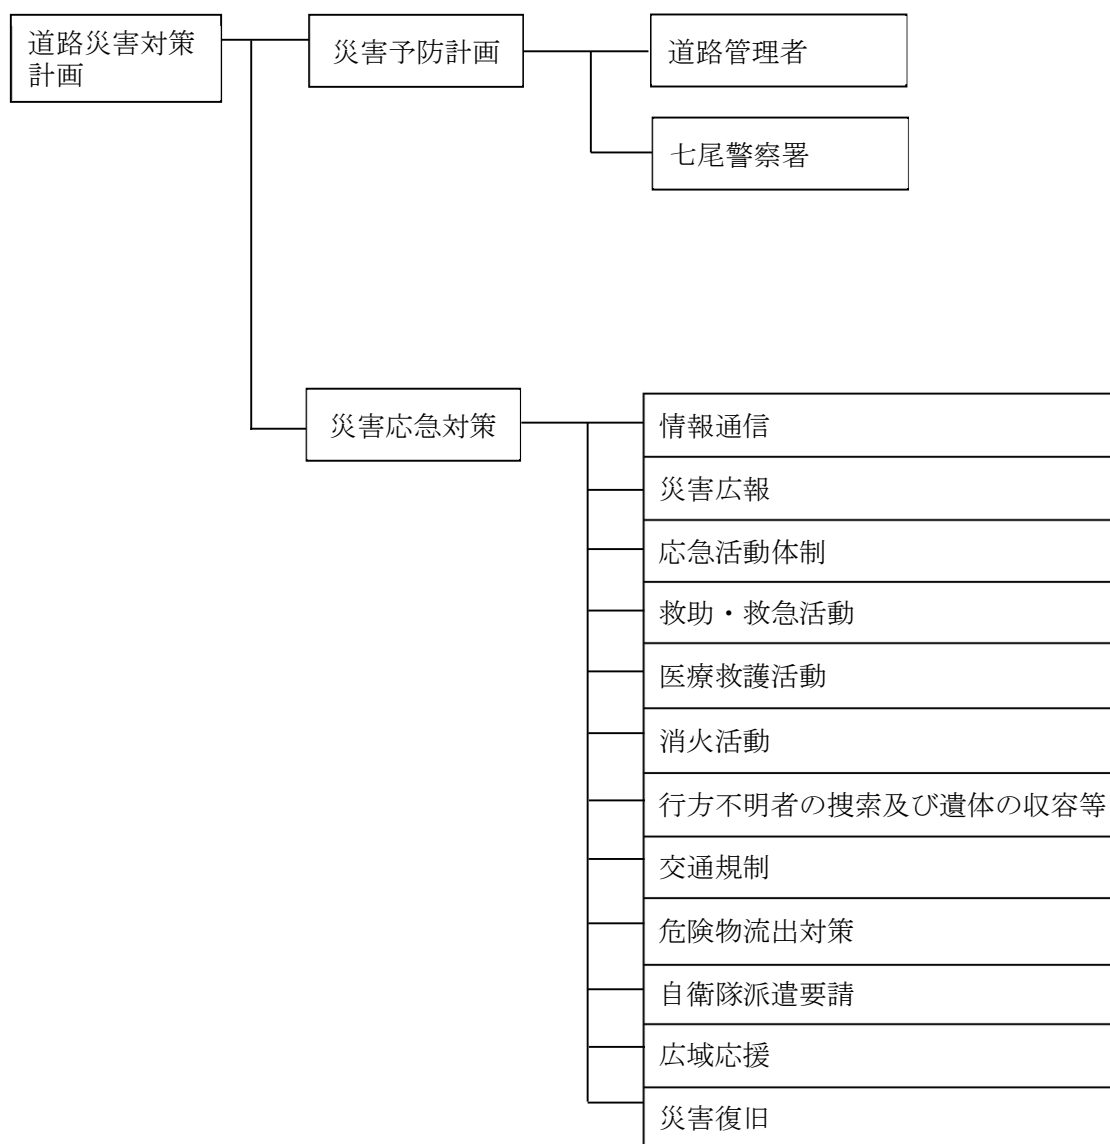 道路災害対策
計画
災害予防計画
道路管理者
七尾警察署
災害応急対策
情報通信
災害広報
応急活動体制
救助・救急活動
医療救護活動
消火活動
行方不明者の捜索及び遺体の収容等
交通規制
危険物流出対策
自衛隊派遣要請
広域応援
災害復旧